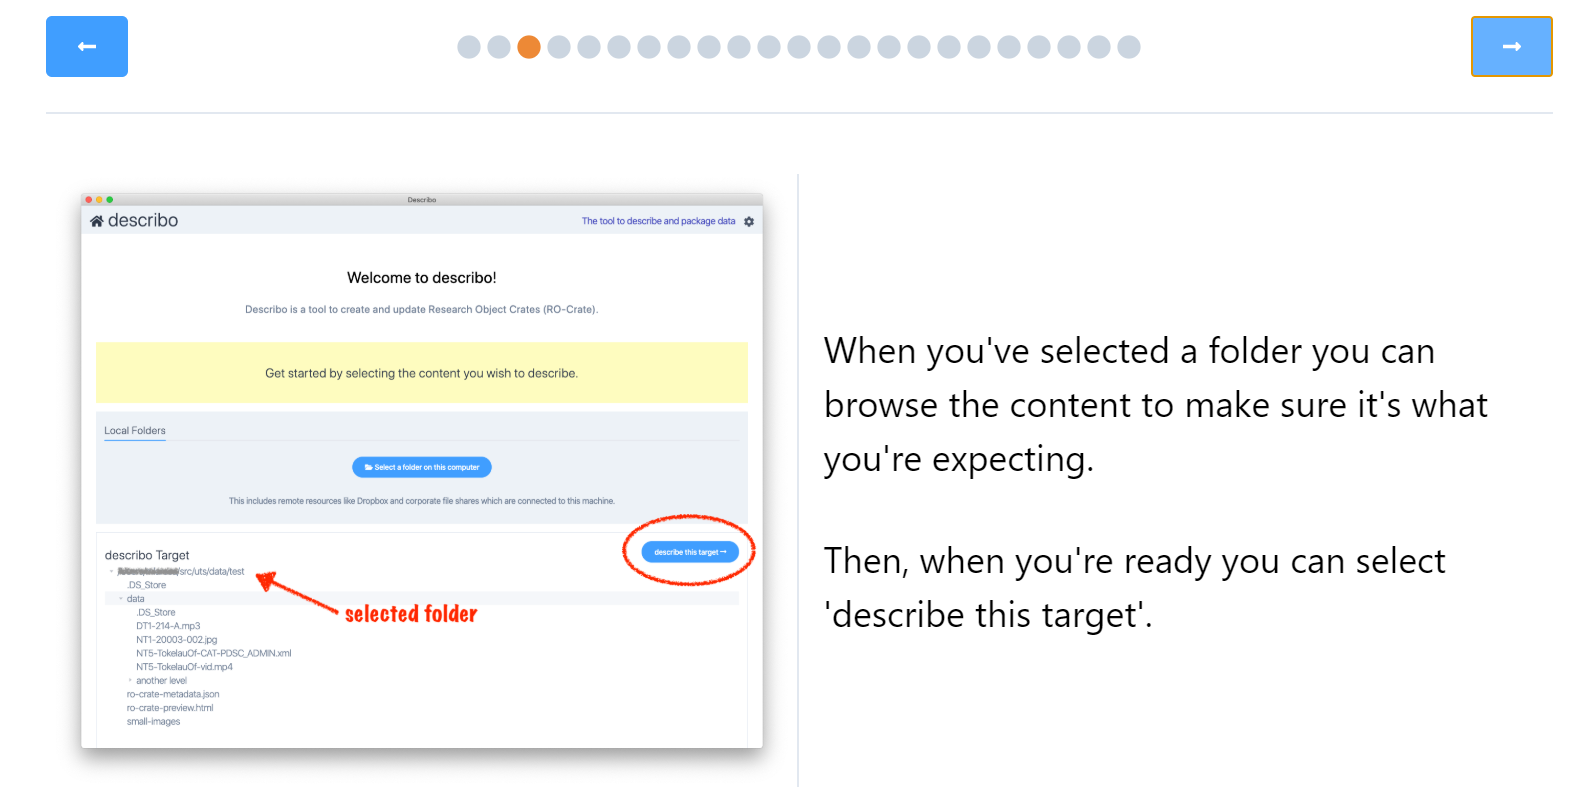 Describo
describo
The tool to describe and package data
Welcome to describo!
Describo is a tool to create and update Research Object Crates (RO-Crate).
Get started by selecting the content you wish to describe.
Local Folders
Select a folder on this computer
This includes remote resources like Dropbox and corporate file shares which are connected to this machine.
describo Target
describe this target
/src/uts/data/test
.DS_Store
data
selected folder
.DS_Store
DT1-214-A.mp3
NT1-20003-002.jpg
NT5-TokelauOf-CAT-PDSC_ADMIN.xml
NT5-TokelauOf-vid.mp4
another level
ro-crate-metadata.json
ro-crate-preview.html
small-images
When you've selected a folder you can
browse the content to make sure it's what
you're expecting.
Then, when you're ready you can select
'describe this target'.